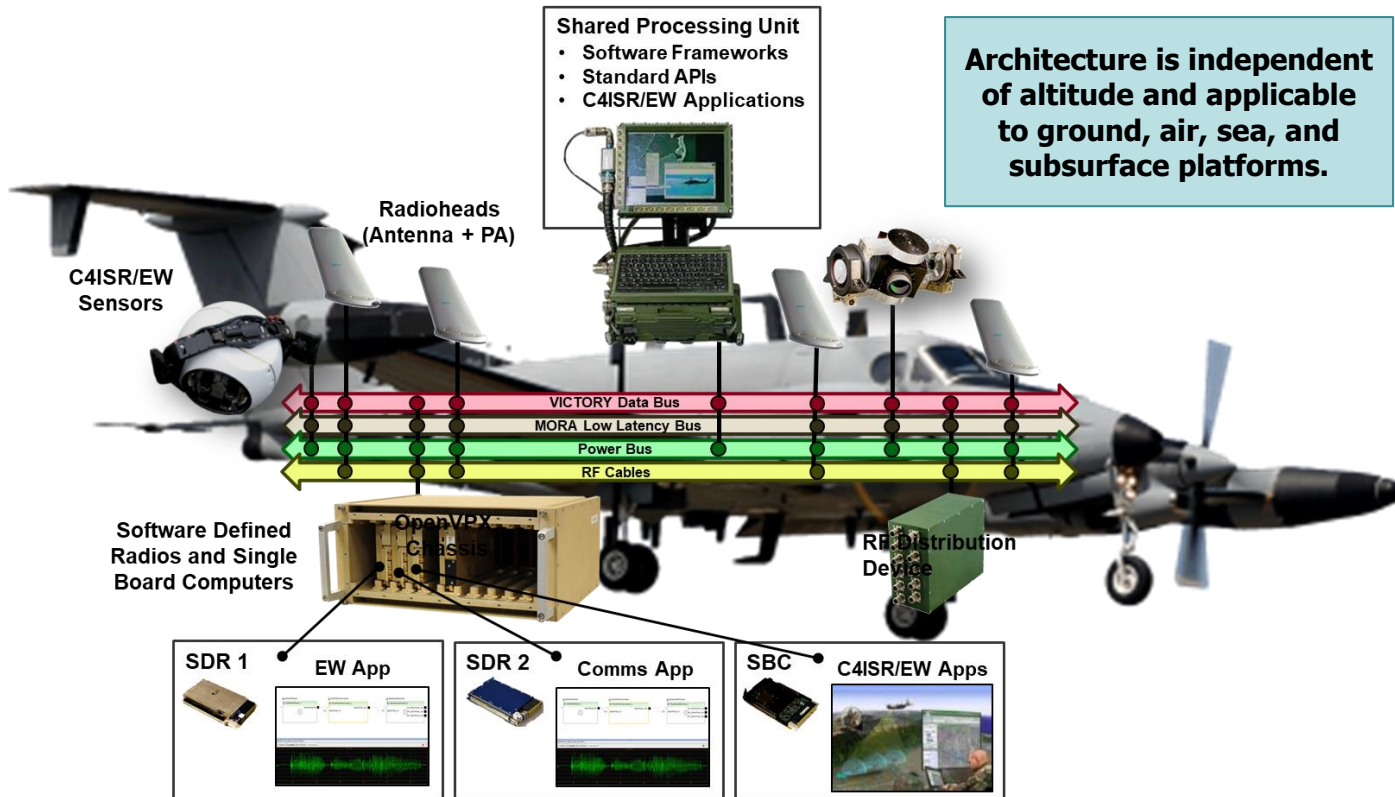 Shared Processing Unit
• Software Frameworks
• Standard APIs
• C4ISR/EW Applications
Architecture is independent
of altitude and applicable
to ground, air, sea, and
subsurface platforms.
Radioheads
(Antenna + PA)
C4ISR/EW
Sensors
VICTORY Data Bus
MORA Low Latency Bus
Power Bus
RF Cables
Software Defined
Radios and Single
Board Computers
OpenVPX
Chassis
RF Distribution
Device
SDR 1
EW App
SDR 2
Comms App
SBC
C4ISR/EW Apps